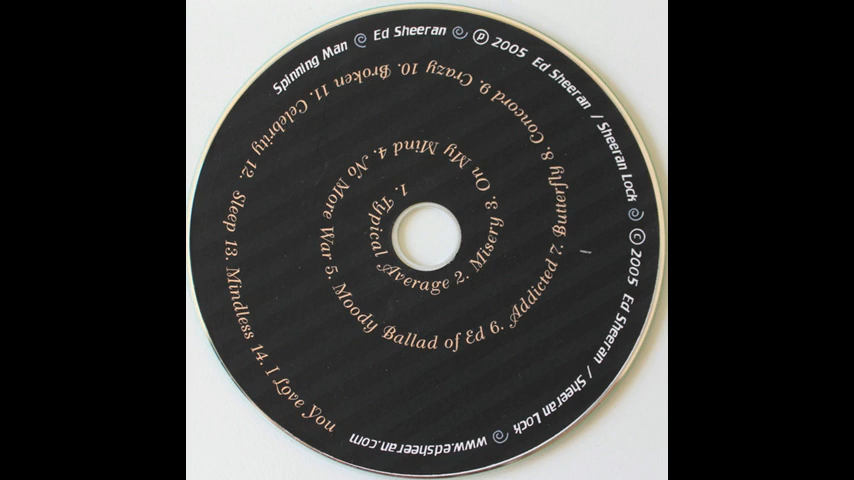 Spinning Man Ed Sheeran ℗ 2005 Ed Sheeran / Sheeran Lock © 2005 Ed Sheeran / Sheeran Lock www.edsheeran.com
1. Typical Average 2. Misery 3. On My Mind 4. No More War 5. Moody Ballad of Ed 6. Addicted 7. Butterfly 8. Concord 9. Crazy 10. Broken 11. Celebrity 12. Sleep 13. Mindless 14. I Love You